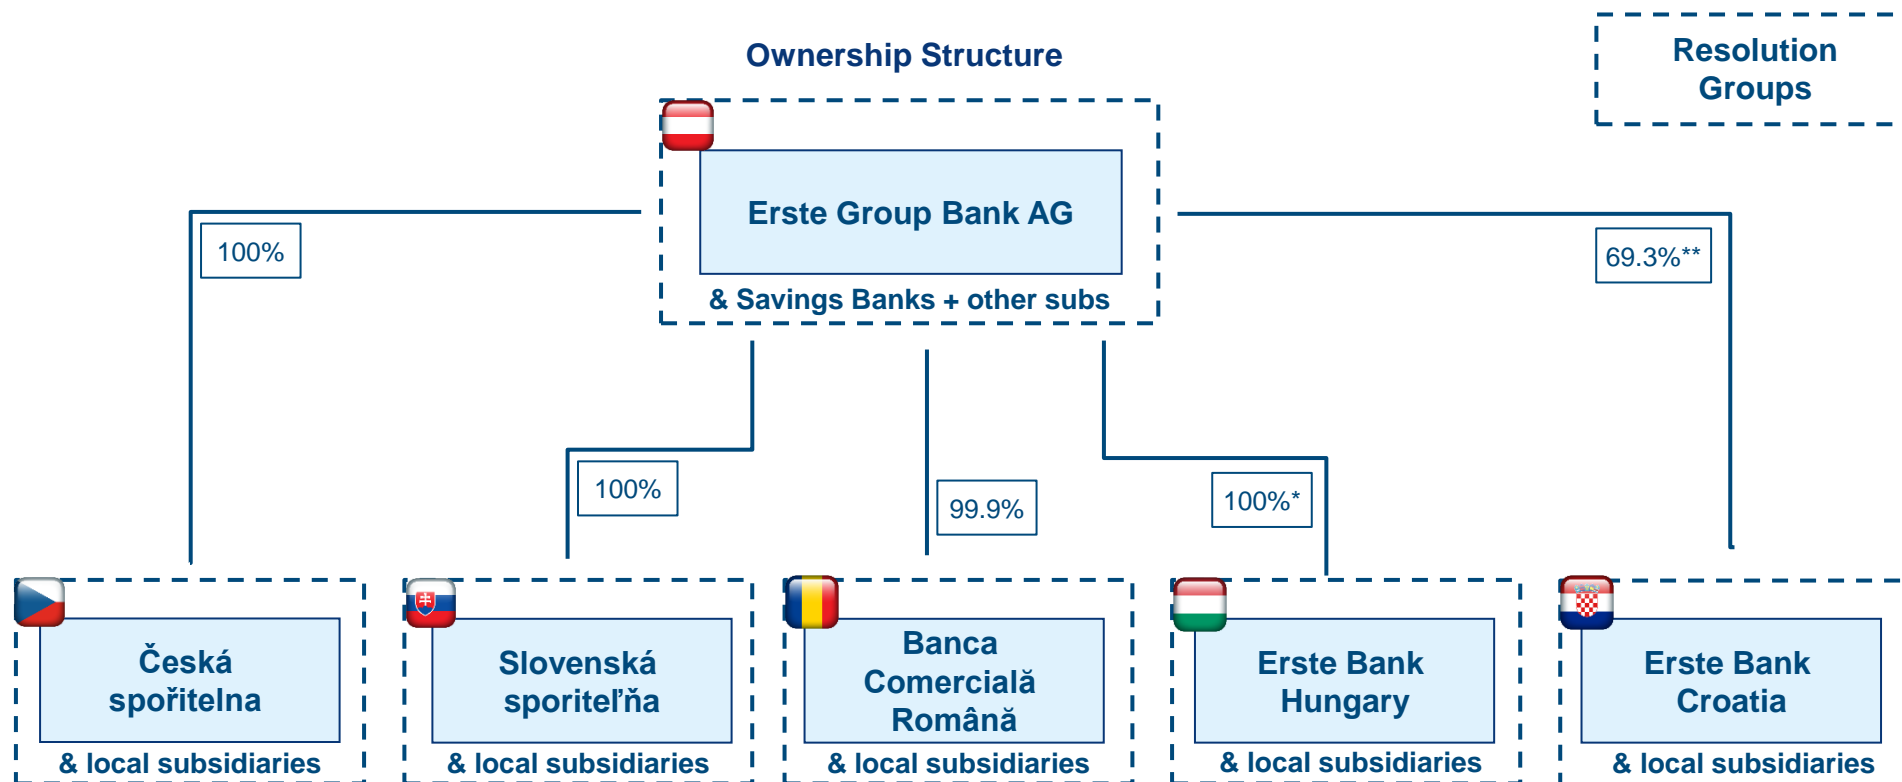 Ownership Structure
Resolution
Groups
Erste Group Bank AG
& Savings Banks + other subs
100%
69.3%**
100%
99.9%
100%*
Česká
spořitelna
& local subsidiaries
Slovenská
sporiteľňa
& local subsidiaries
Banca
Comercială
Română
& local subsidiaries
Erste Bank
Hungary
& local subsidiaries
Erste Bank
Croatia
& local subsidiaries